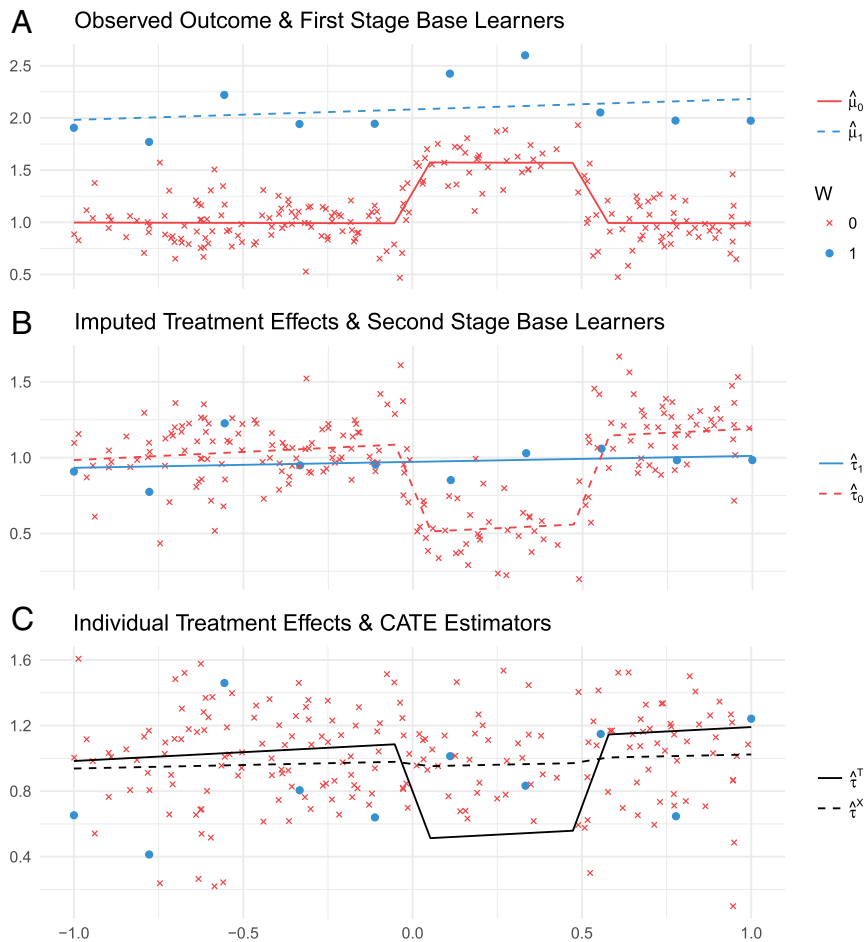 A
Observed Outcome & First Stage Base Learners
2.5
2.0
1.5
1.0
0.5
μ̂₀
μ̂₁
W
0
1
B
Imputed Treatment Effects & Second Stage Base Learners
1.5
1.0
0.5
τ̂₁
τ̂₀
C
Individual Treatment Effects & CATE Estimators
1.6
1.2
0.8
0.4
τ̂ᵀ
τ̂ˣ
−1.0 −0.5 0.0 0.5 1.0